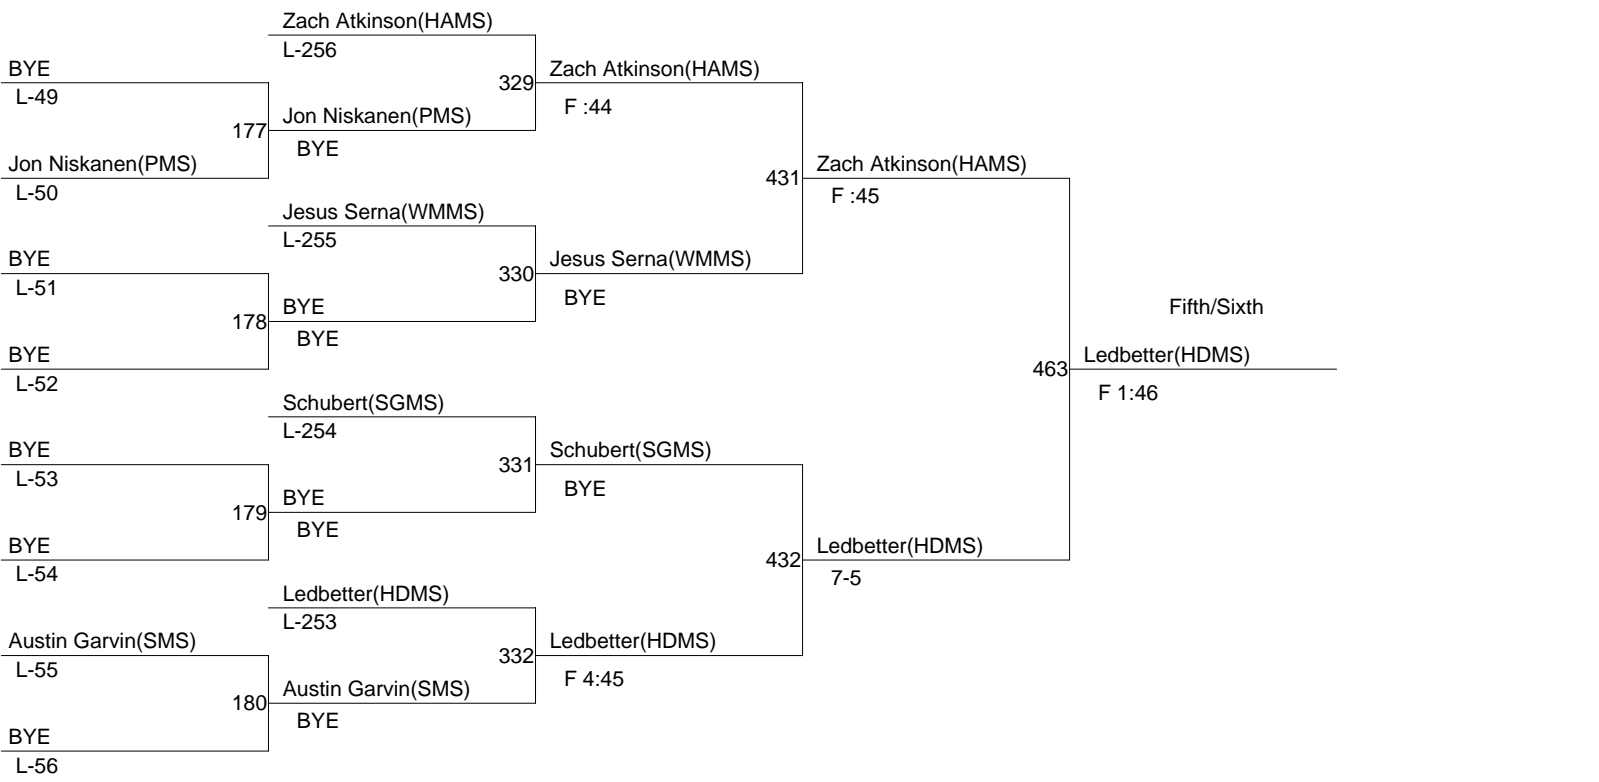 Zach Atkinson(HAMS)
L-256
BYE
L-49
329
Zach Atkinson(HAMS)
F :44
177
Jon Niskanen(PMS)
BYE
Jon Niskanen(PMS)
L-50
431
Zach Atkinson(HAMS)
F :45
Jesus Serna(WMMS)
L-255
BYE
L-51
330
Jesus Serna(WMMS)
BYE
178
BYE
BYE
Fifth/Sixth
BYE
L-52
463
Ledbetter(HDMS)
F 1:46
Schubert(SGMS)
L-254
BYE
L-53
331
Schubert(SGMS)
BYE
179
BYE
BYE
BYE
L-54
432
Ledbetter(HDMS)
7-5
Ledbetter(HDMS)
L-253
Austin Garvin(SMS)
L-55
332
Ledbetter(HDMS)
F 4:45
180
Austin Garvin(SMS)
BYE
BYE
L-56